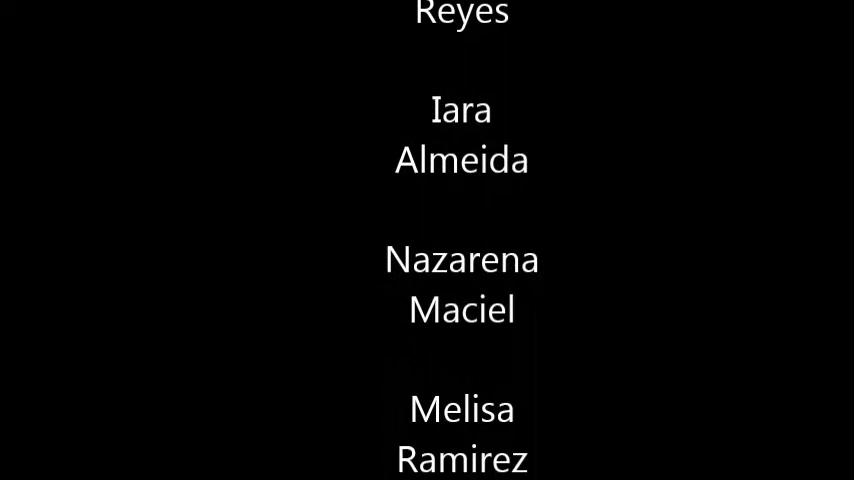 Reyes
Iara
Almeida
Nazarena
Maciel
Melisa
Ramirez